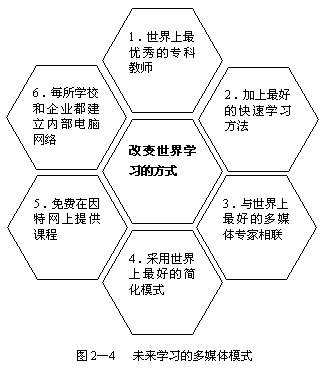 1．世界上最
优秀的专科
教师
2．加上最好
的快速学习
方法
3．与世界上
最好的多媒
体专家相联
4．采用世界
上最好的简
化模式
5．免费在因
特网上提供
课程
6．每所学校
和企业都建
立内部电脑
网络
改变世界学
习的方式
图 2—4 未来学习的多媒体模式